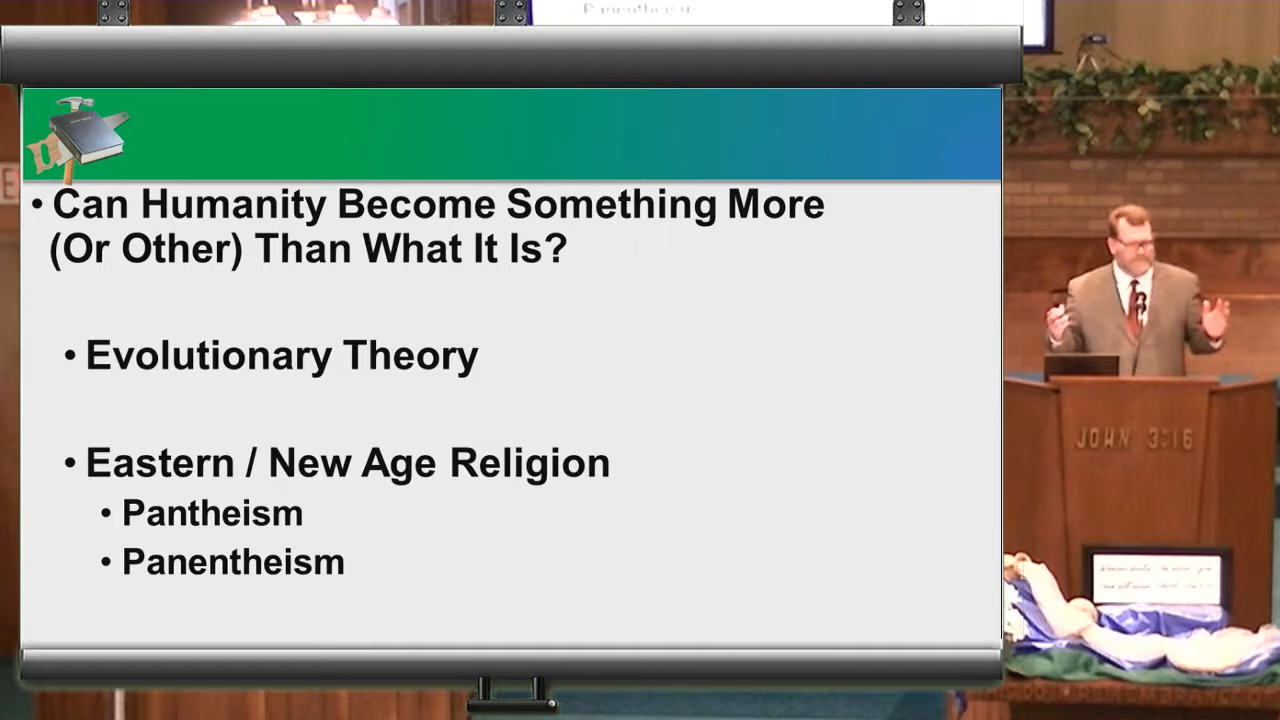 Panentheism
• Can Humanity Become Something More
(Or Other) Than What It Is?
• Evolutionary Theory
• Eastern / New Age Religion
• Pantheism
• Panentheism
JOHN 3:16